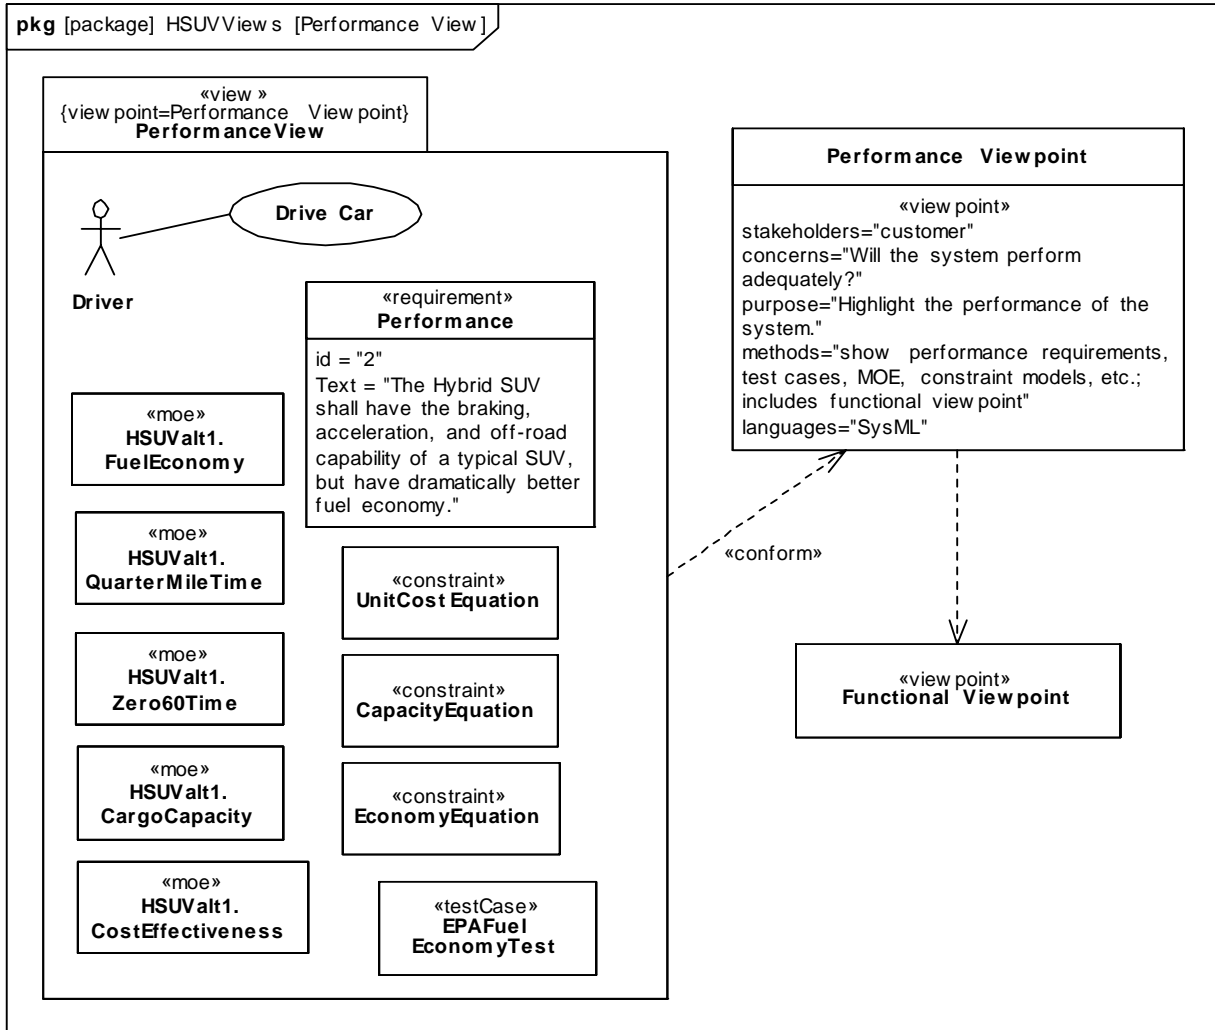 pkg [package] HSUVViews [Performance View]
«view»
{viewpoint=Performance Viewpoint}
PerformanceView
Drive Car
Driver
«requirement»
Performance
id = "2"
Text = "The Hybrid SUV
shall have the braking,
acceleration, and off-road
capability of a typical SUV,
but have dramatically better
fuel economy."
«moe»
HSUValt1.
FuelEconomy
«moe»
HSUValt1.
QuarterMileTime
«moe»
HSUValt1.
Zero60Time
«moe»
HSUValt1.
CargoCapacity
«moe»
HSUValt1.
CostEffectiveness
«constraint»
UnitCostEquation
«constraint»
CapacityEquation
«constraint»
EconomyEquation
«testCase»
EPAFuel
EconomyTest
Performance Viewpoint
«viewpoint»
stakeholders="customer"
concerns="Will the system perform
adequately?"
purpose="Highlight the performance of the
system."
methods="show performance requirements,
test cases, MOE, constraint models, etc.;
includes functional viewpoint"
languages="SysML"
«conform»
«viewpoint»
Functional Viewpoint